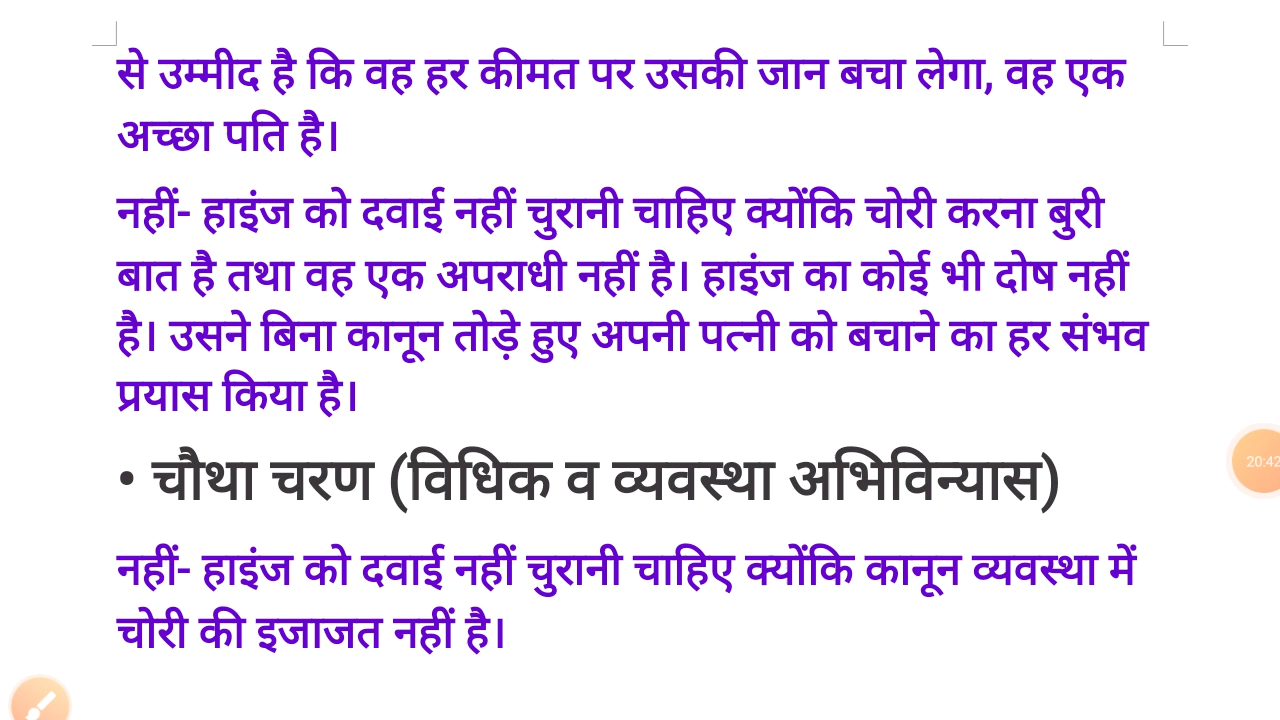 से उम्मीद है कि वह हर कीमत पर उसकी जान बचा लेगा, वह एक
अच्छा पति है।
नहीं- हाइंज को दवाई नहीं चुरानी चाहिए क्योंकि चोरी करना बुरी
बात है तथा वह एक अपराधी नहीं है। हाइंज का कोई भी दोष नहीं
है। उसने बिना कानून तोड़े हुए अपनी पत्नी को बचाने का हर संभव
प्रयास किया है।
• चौथा चरण (विधिक व व्यवस्था अभिविन्यास)
नहीं- हाइंज को दवाई नहीं चुरानी चाहिए क्योंकि कानून व्यवस्था में
चोरी की इजाजत नहीं है।
20:42